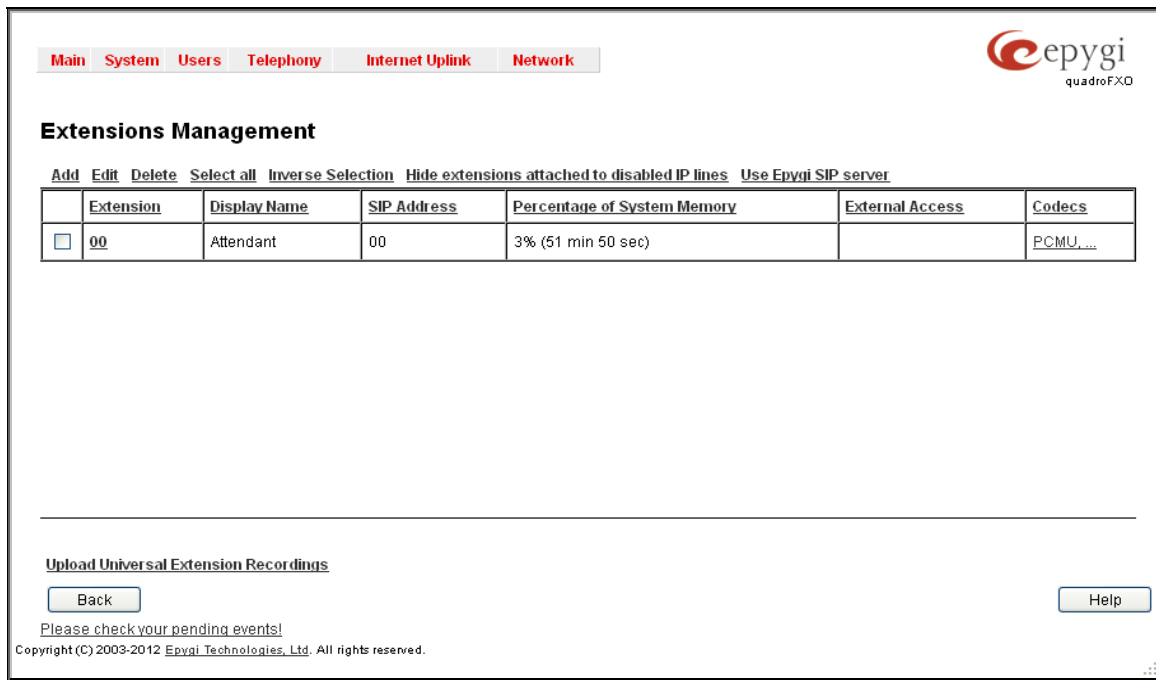 Main System Users Telephony Internet Uplink Network
epygi
quadroFXO
Extensions Management
Add Edit Delete Select all Inverse Selection Hide extensions attached to disabled IP lines Use Epygi SIP server
Extension Display Name SIP Address Percentage of System Memory External Access Codecs
00 Attendant 00 3% (51 min 50 sec) PCMU, ...
Upload Universal Extension Recordings
Back Help
Please check your pending events!
Copyright (C) 2003-2012 Epygi Technologies, Ltd. All rights reserved.